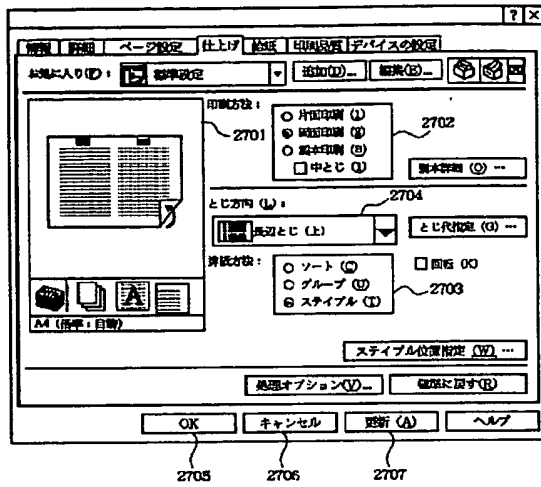 ? ×
情報 詳細 ページ設定 仕上げ 給紙 印刷品質 デバイスの設定
お気に入り(F): 標準設定 追加(D)... 編集(E)...
印刷方法:
2701
片面印刷 (1)
両面印刷 (X)
製本印刷 (B)
中とじ
2702
製本詳細 (O) …
とじ方向 (L):
2704
長辺とじ (上)
とじ代指定 (G) …
排紙方法:
ソート (C)
グループ (U)
ステイプル (T)
回転 (K)
2703
A
A4 (倍率:自動)
ステイプル位置指定 (W) …
処理オプション(V)...
標準に戻す(R)
OK キャンセル 更新 (A) ヘルプ
2705 2706 2707